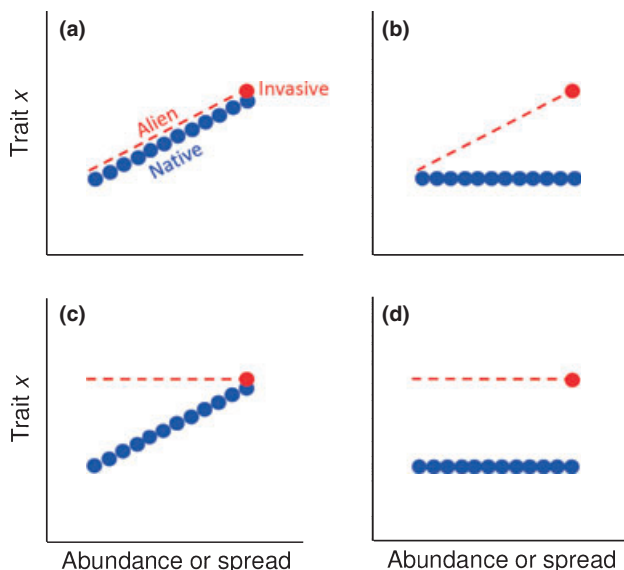 (a)
Trait x
Alien
Native
Invasive
(b)
(c)
Trait x
Abundance or spread
(d)
Abundance or spread